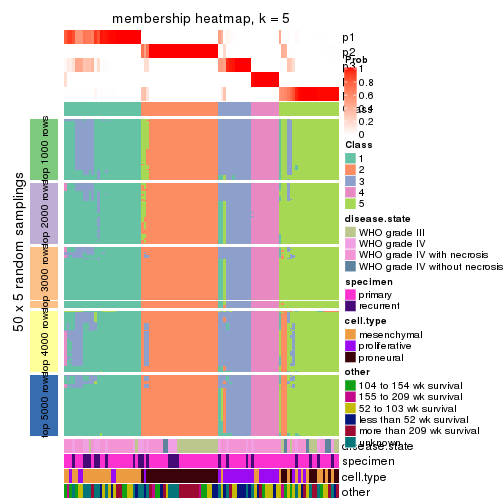 membership heatmap, k = 5
p1
p2
p3
Prob
1
0.8
0.6
0.4
0.2
0
Class
1
2
3
4
5
disease.state
WHO grade III
WHO grade IV
WHO grade IV with necrosis
WHO grade IV without necrosis
specimen
primary
recurrent
cell.type
mesenchymal
proliferative
proneural
other
104 to 154 wk survival
155 to 209 wk survival
52 to 103 wk survival
less than 52 wk survival
more than 209 wk survival
unknown
50 x 5 random samplings
top 1000 rows
top 2000 rows
top 3000 rows
top 4000 rows
top 5000 rows
disease.state
specimen
cell.type
other